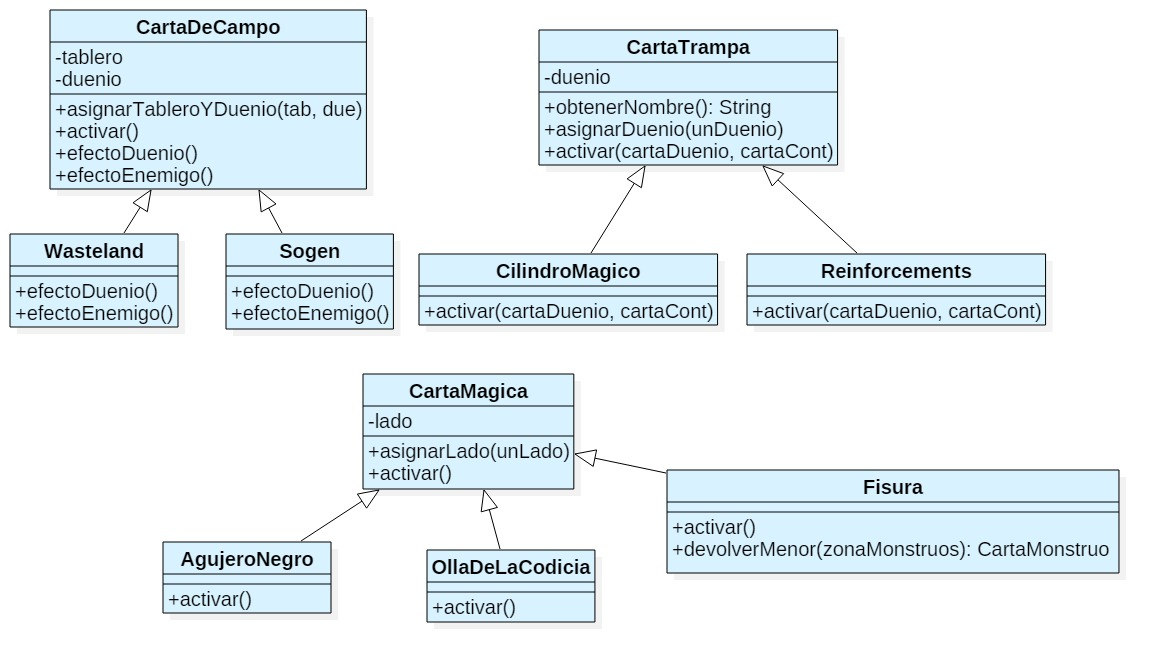 CartaDeCampo
-tablero
-duenio
+asignarTableroYDuenio(tab, due)
+activar()
+efectoDuenio()
+efectoEnemigo()
CartaTrampa
-duenio
+obtenerNombre(): String
+asignarDuenio(unDuenio)
+activar(cartaDuenio, cartaCont)
Wasteland
+efectoDuenio()
+efectoEnemigo()
Sogen
+efectoDuenio()
+efectoEnemigo()
CilindroMagico
+activar(cartaDuenio, cartaCont)
Reinforcements
+activar(cartaDuenio, cartaCont)
CartaMagica
-lado
+asignarLado(unLado)
+activar()
Fisura
+activar()
+devolverMenor(zonaMonstruos): CartaMonstruo
AgujeroNegro
+activar()
OllaDeLaCodicia
+activar()